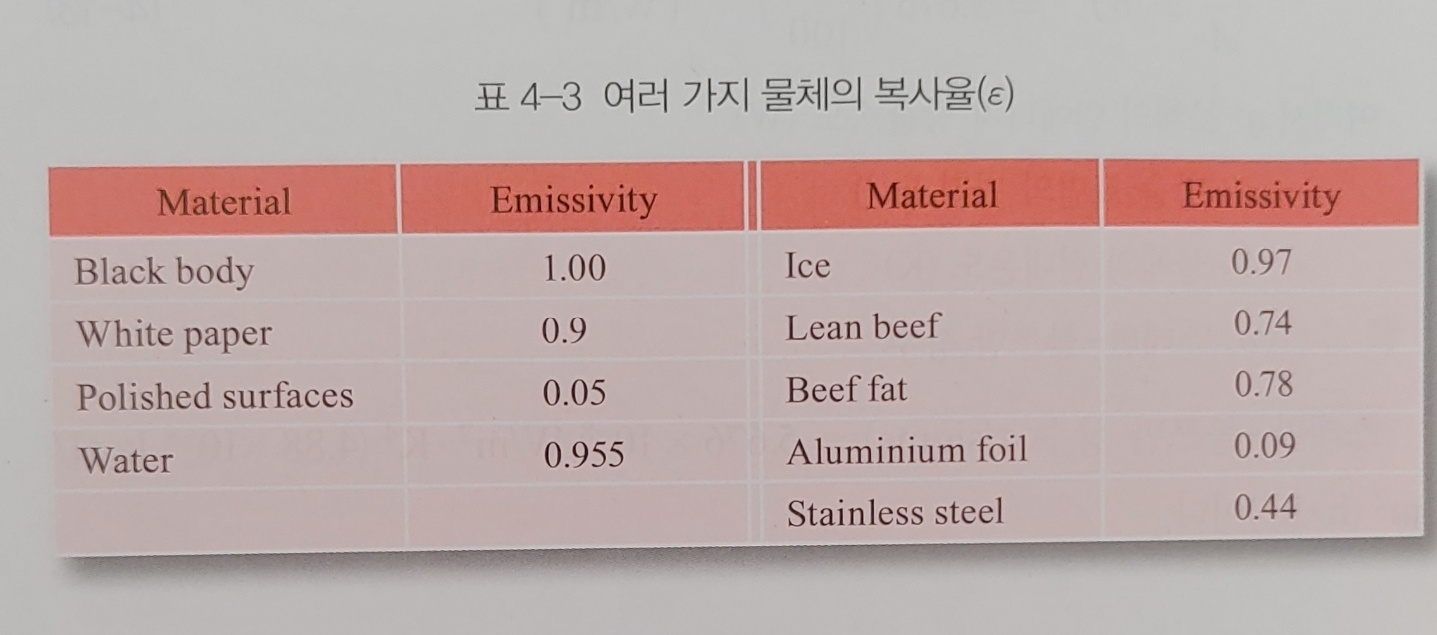 표 4-3 여러 가지 물체의 복사율(ε)
Material Emissivity Material Emissivity
Black body 1.00 Ice 0.97
White paper 0.9 Lean beef 0.74
Polished surfaces 0.05 Beef fat 0.78
Water 0.955 Aluminium foil 0.09
Stainless steel 0.44